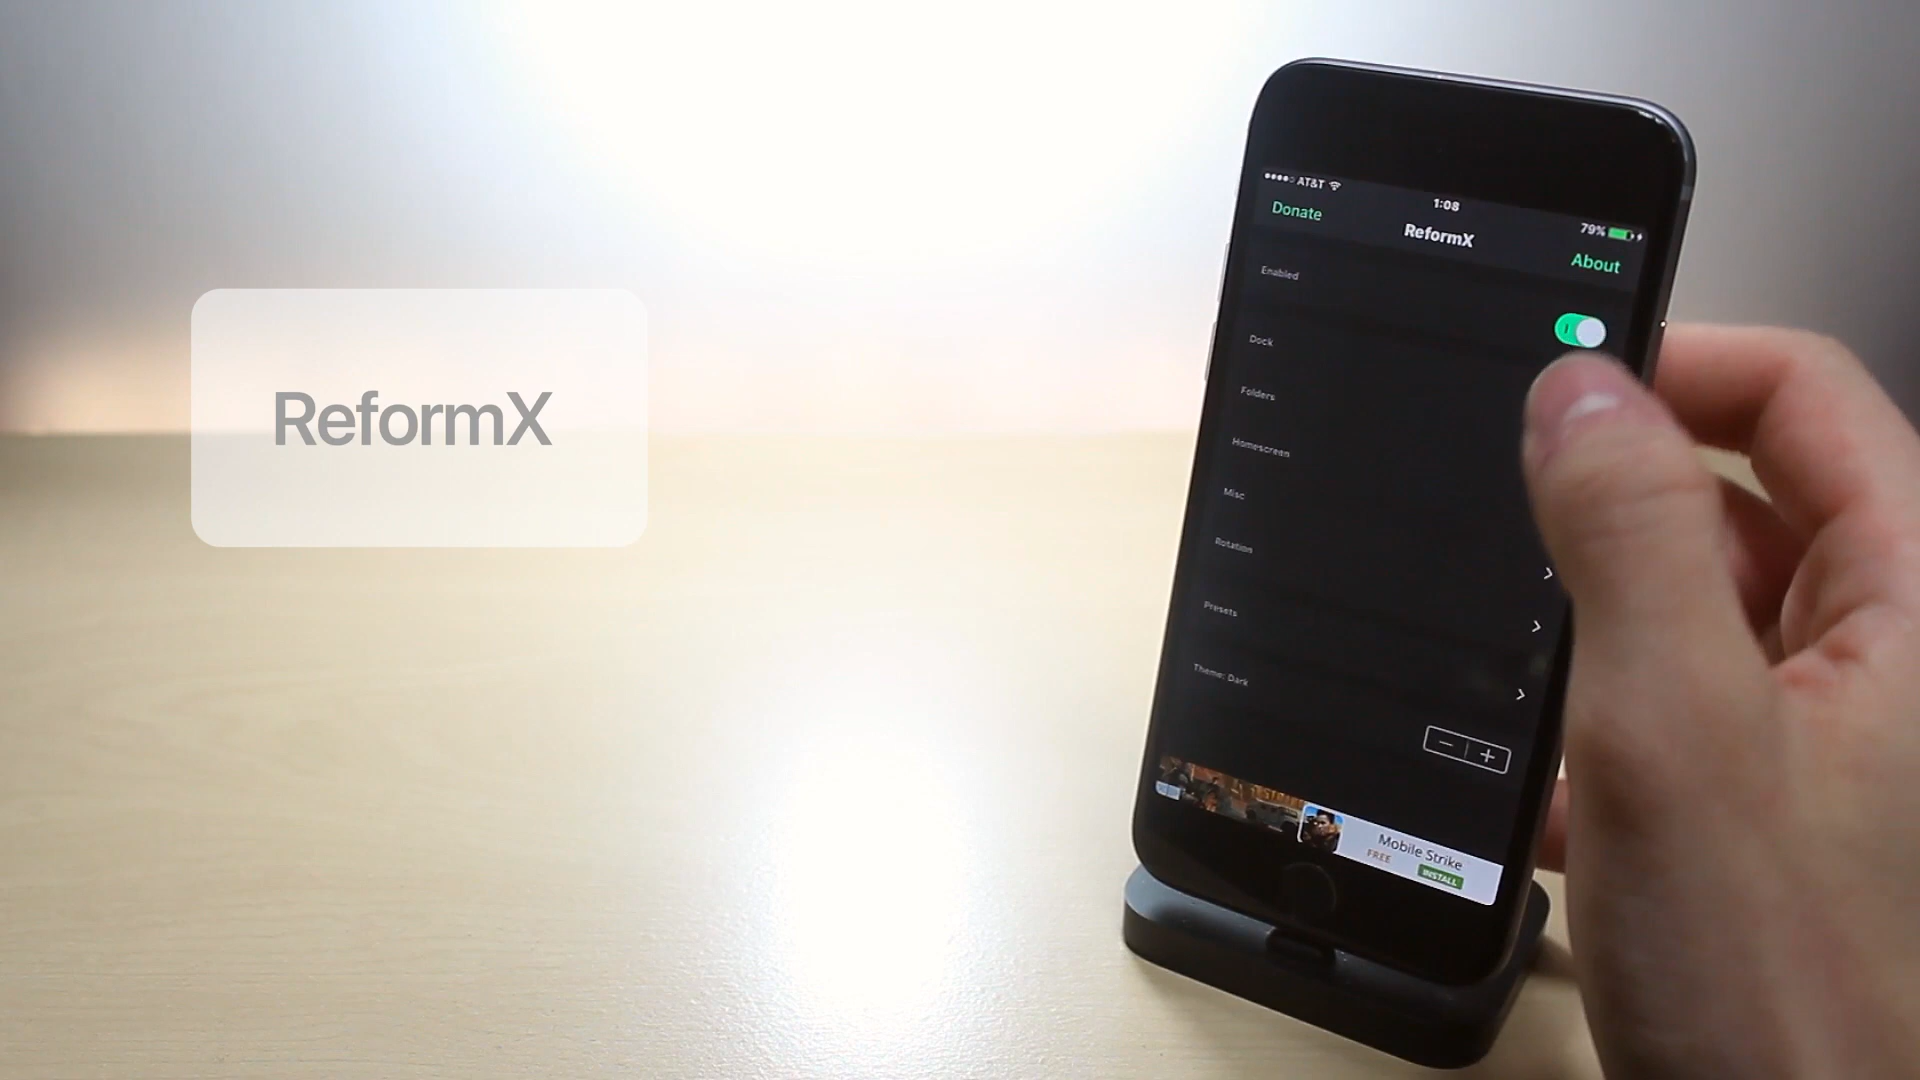 ReformX
AT&T
1:08
79%
Donate
ReformX
About
Enabled
Dock
Folders
Homescreen
Misc
Rotation
Presets
Theme: Dark
- +
Mobile Strike
FREE
INSTALL